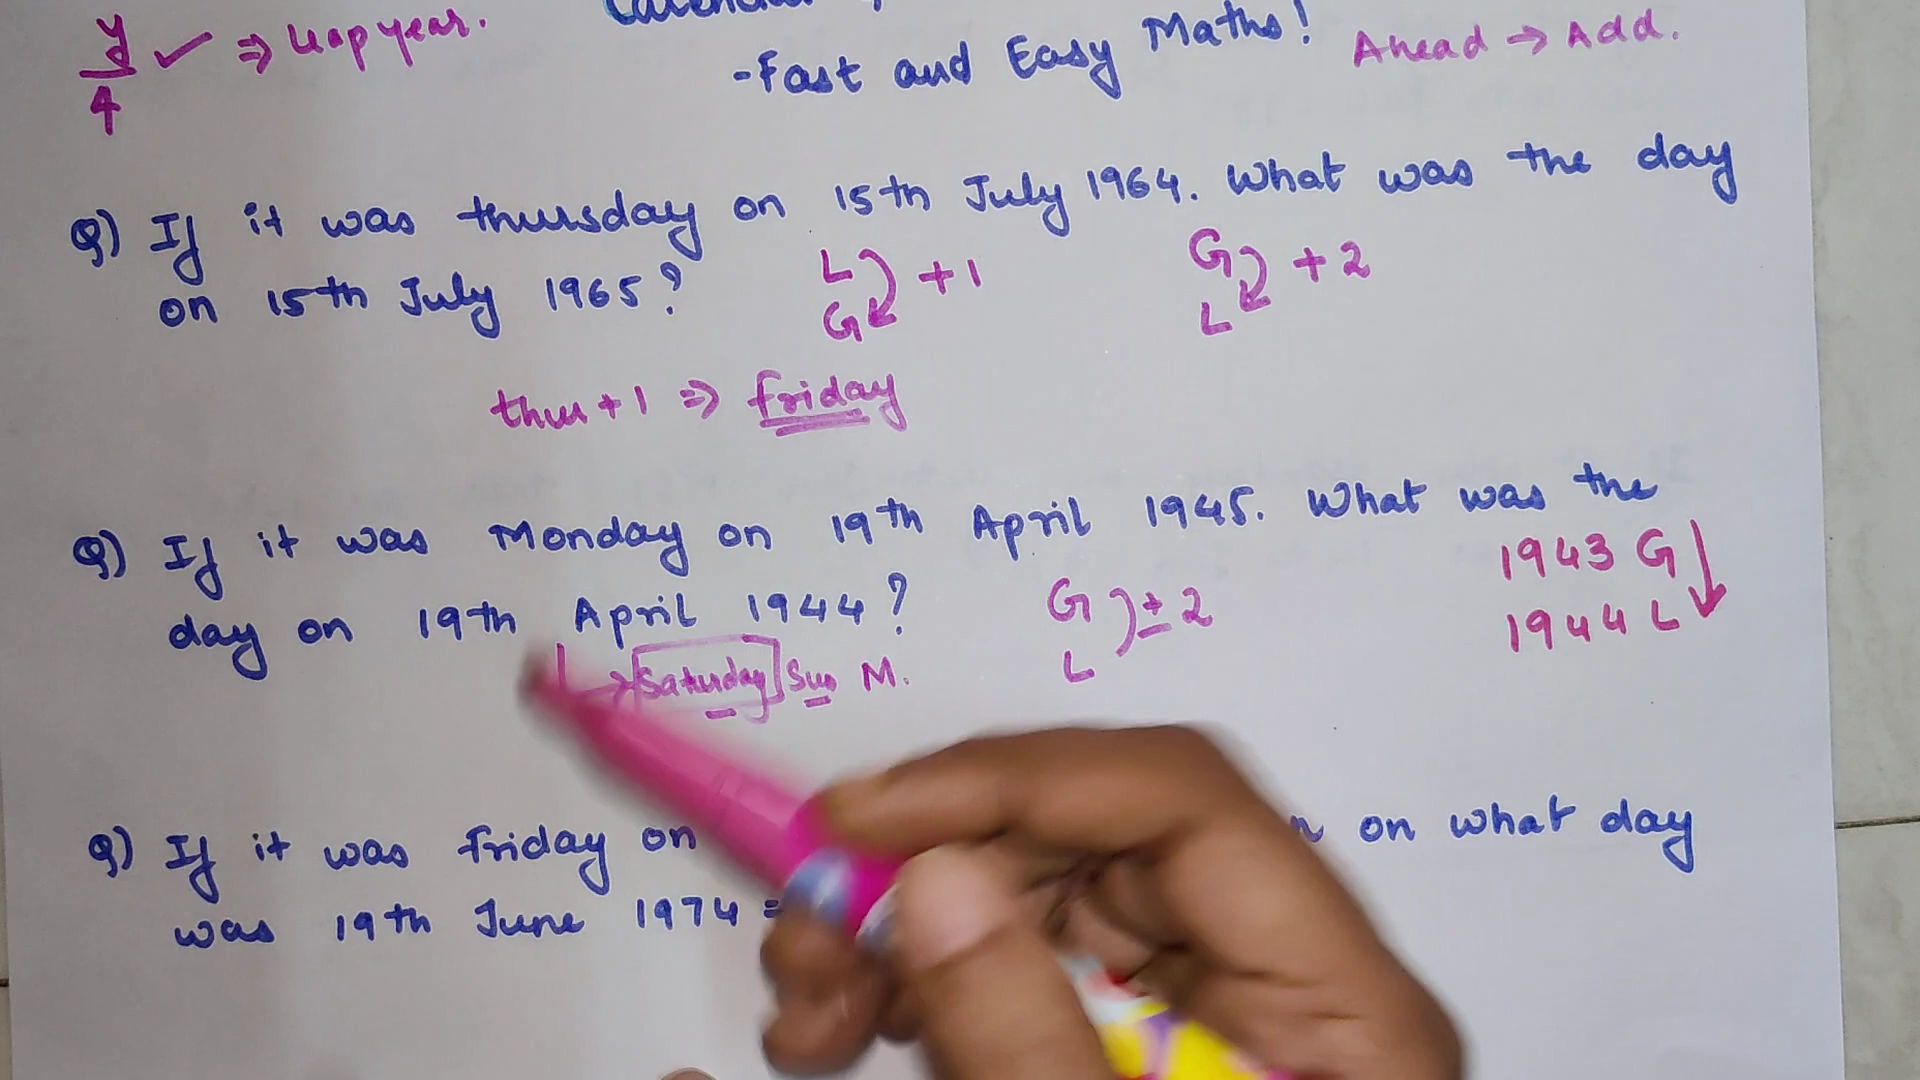 y/4 ✓ ⇒ leap year.
- Fast and Easy Maths!
Ahead → Add.
Q) If it was thursday on 15th July 1964. What was the day
on 15th July 1965?
L
G
+1
G
L
+2
thur + 1 ⇒ friday
Q) If it was Monday on 19th April 1945. What was the
day on 19th April 1944?
G
L
± 2
1943 G
1944 L
→ Saturday Sun M.
Q) If it was friday on on what day
was 19th June 1974 =